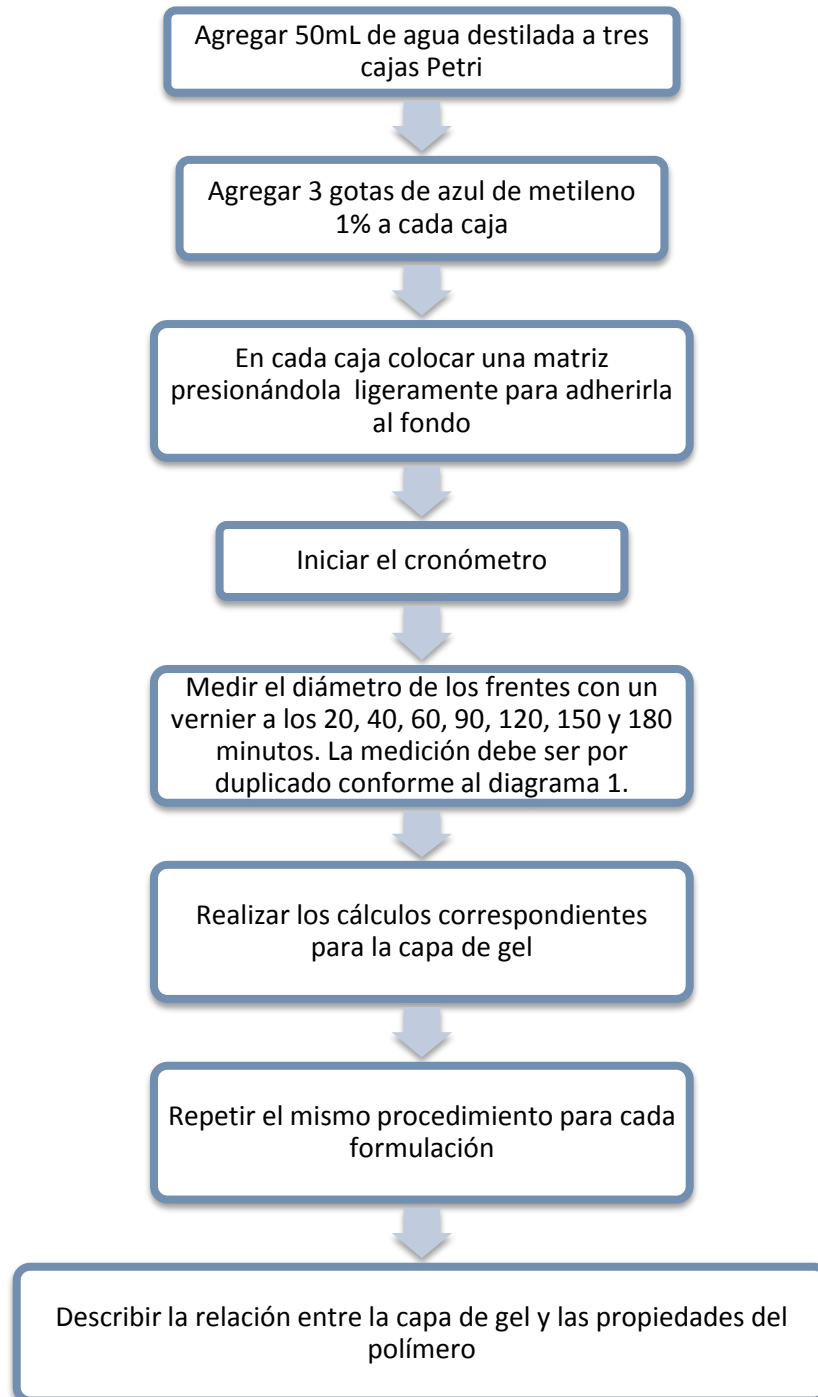 Agregar 50mL de agua destilada a tres
cajas Petri
Agregar 3 gotas de azul de metileno
1% a cada caja
En cada caja colocar una matriz
presionándola  ligeramente para adherirla
al fondo
Iniciar el cronómetro
Medir el diámetro de los frentes con un
vernier a los 20, 40, 60, 90, 120, 150 y 180
minutos. La medición debe ser por
duplicado conforme al diagrama 1.
Realizar los cálculos correspondientes
para la capa de gel
Repetir el mismo procedimiento para cada
formulación
Describir la relación entre la capa de gel y las propiedades del
polímero